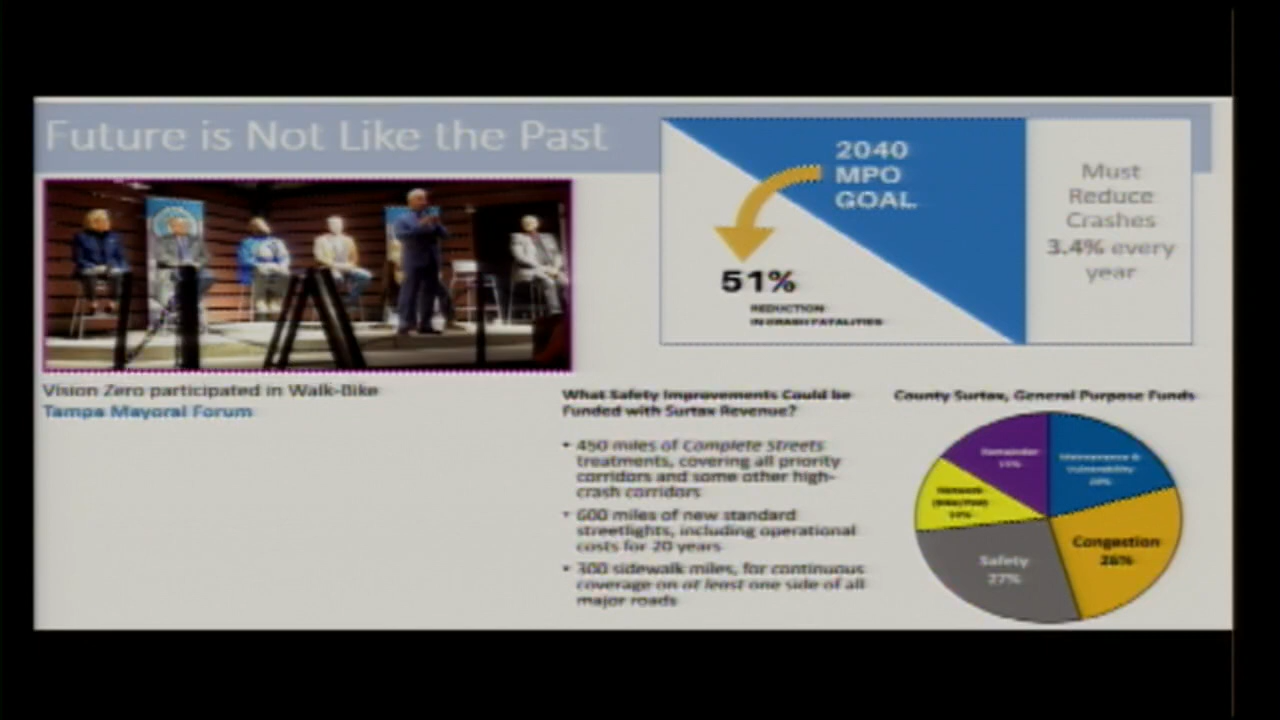 Future is Not Like the Past
2040
MPO
GOAL
51%
REDUCTION
IN CRASH FATALITIES
Must
Reduce
Crashes
3.4% every
year
Vision Zero participated in Walk-Bike
Tampa Mayoral Forum
What Safety Improvements Could be
Funded with Surtax Revenue?
• 450 miles of Complete Streets
treatments, covering all priority
corridors and some other high-
crash corridors
• 600 miles of new standard
streetlights, including operational
costs for 20 years
• 300 sidewalk miles, for continuous
coverage on at least one side of all
major roads
County Surtax, General Purpose Funds
Remainder
Maintenance &
Vulnerability
20%
Congestion
26%
Safety
27%